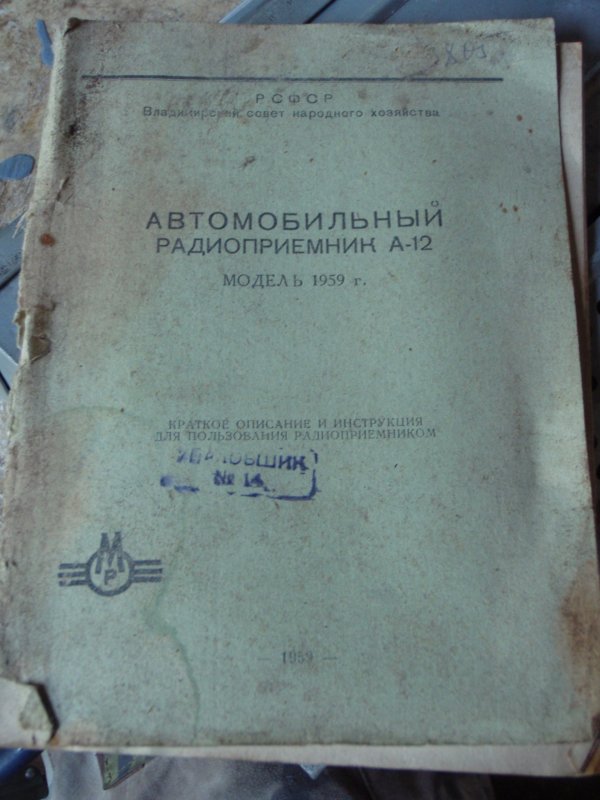 РСФСР
Владимирский совет народного хозяйства
АВТОМОБИЛЬНЫЙ
РАДИОПРИЕМНИК А-12
МОДЕЛЬ 1959 г.
КРАТКОЕ ОПИСАНИЕ И ИНСТРУКЦИЯ
ДЛЯ ПОЛЬЗОВАНИЯ РАДИОПРИЕМНИКОМ
№ 14
МР
— 1959 —